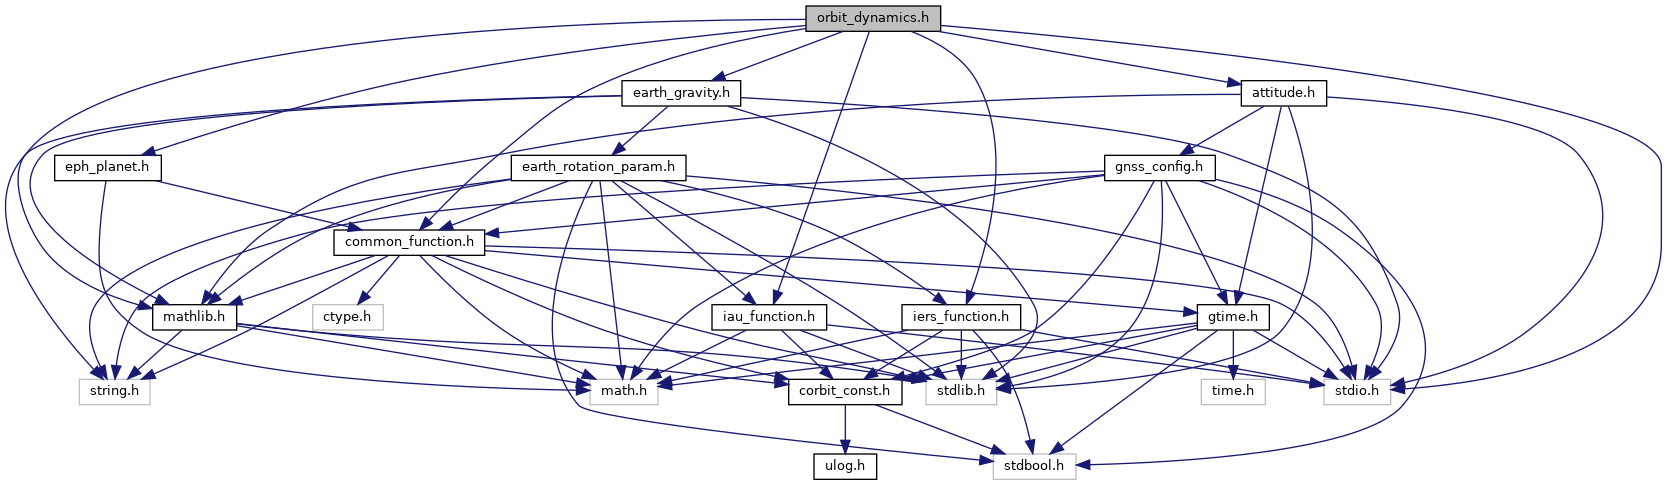 orbit_dynamics.h
earth_gravity.h
attitude.h
eph_planet.h
earth_rotation_param.h
gnss_config.h
common_function.h
mathlib.h
ctype.h
iau_function.h
iers_function.h
gtime.h
string.h
math.h
corbit_const.h
stdlib.h
time.h
stdio.h
ulog.h
stdbool.h